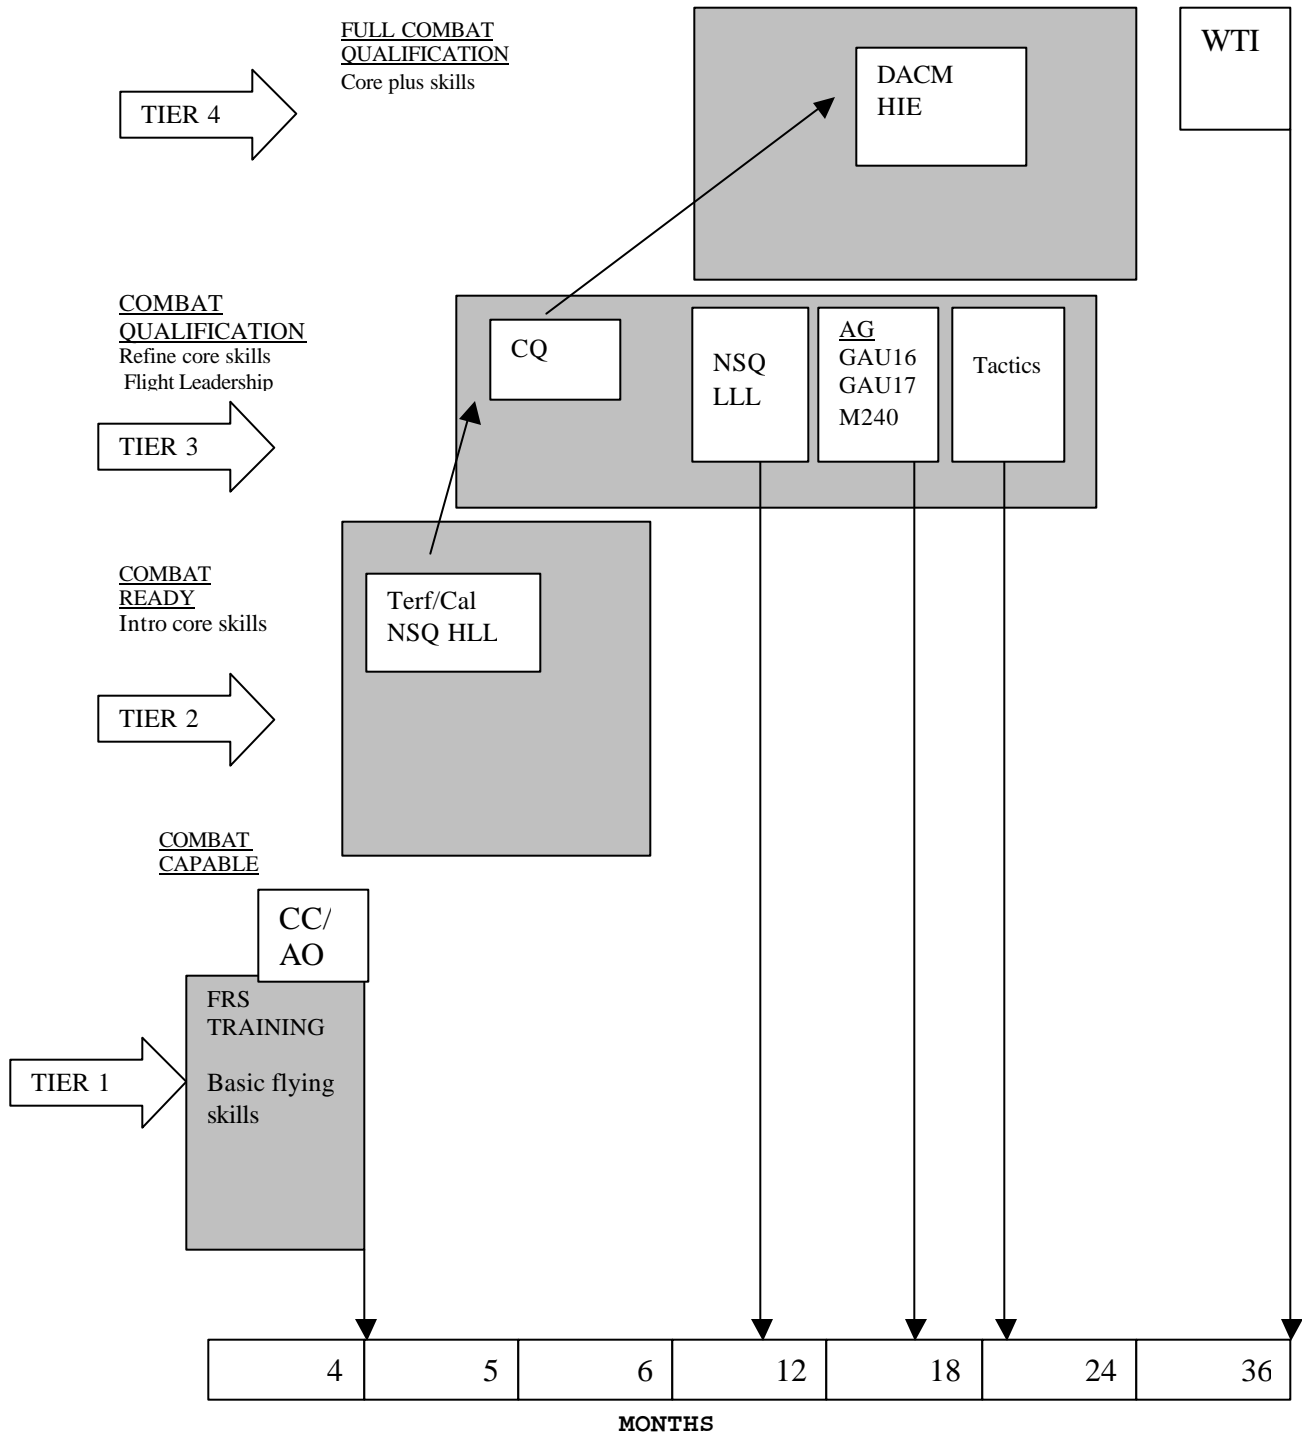 FULL COMBAT
QUALIFICATION
Core plus skills
WTI
DACM
HIE
TIER 4
COMBAT
QUALIFICATION
Refine core skills
Flight Leadership
CQ
NSQ
LLL
AG
GAU16
GAU17
M240
Tactics
TIER 3
COMBAT
READY
Intro core skills
Terf/Cal
NSQ HLL
TIER 2
COMBAT
CAPABLE
CC/
AO
FRS
TRAINING
Basic flying
skills
TIER 1
4 5 6 12 18 24 36
MONTHS